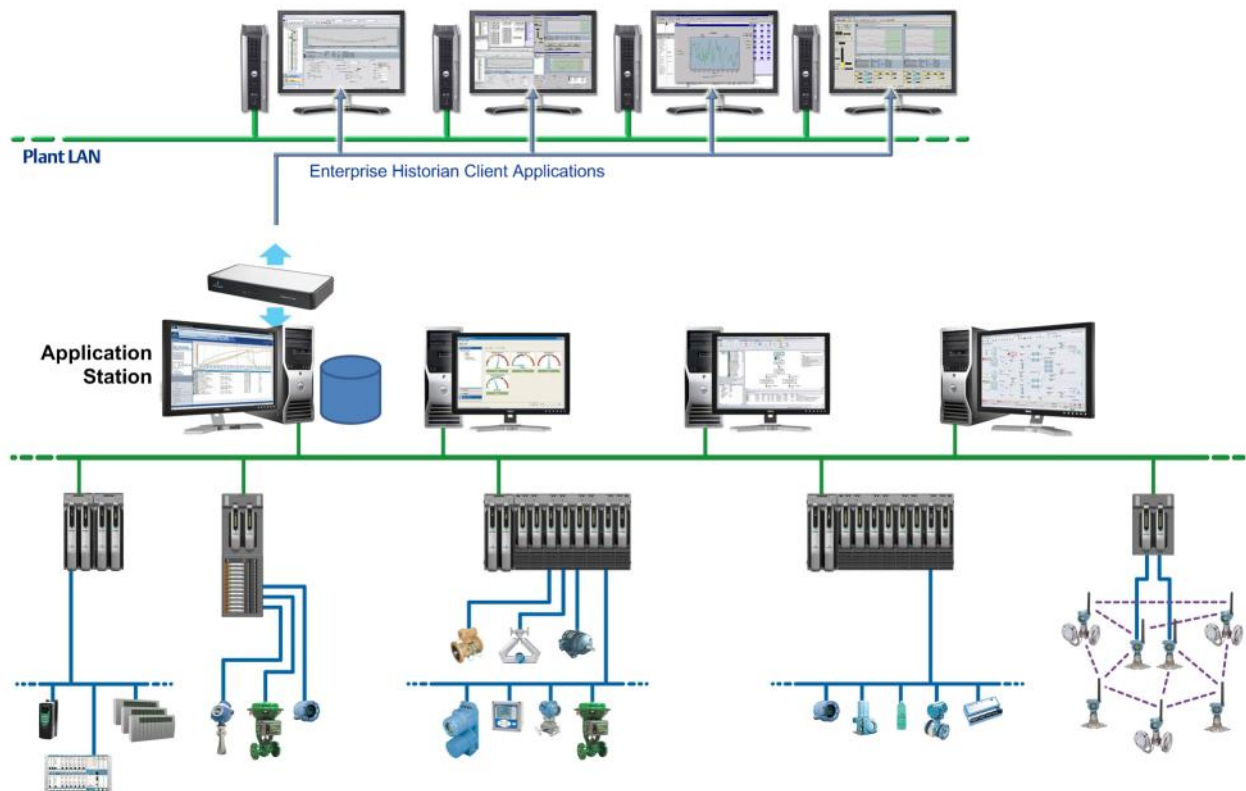 Plant LAN
Enterprise Historian Client Applications
Application
Station